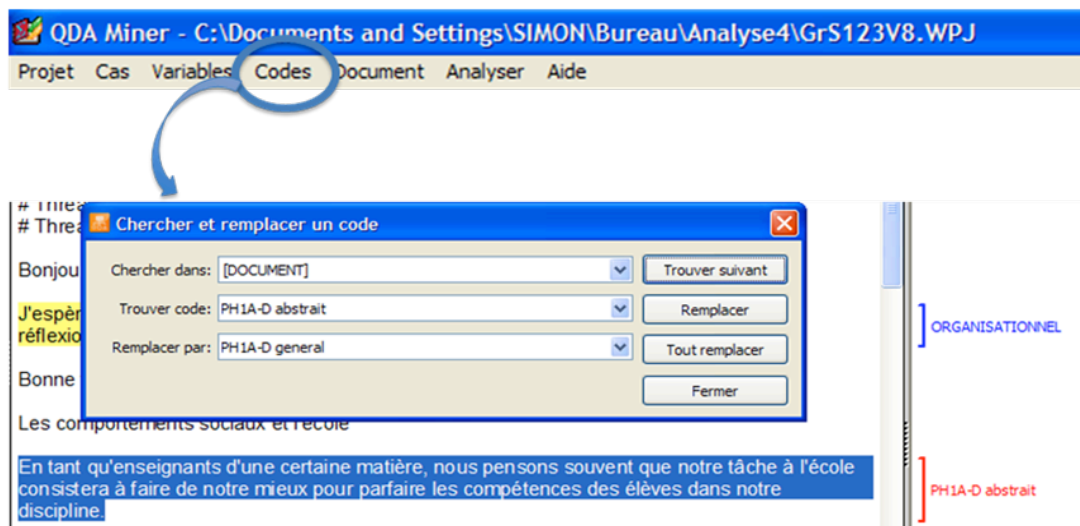 QDA Miner - C:\Documents and Settings\SIMON\Bureau\Analyse4\GrS123V8.WPJ
Projet Cas Variables Codes Document Analyser Aide
# Threa
# Threa
Chercher et remplacer un code
Bonjou
Chercher dans: [DOCUMENT] Trouver suivant
J'espèr
Trouver code: PH1A-D abstrait Remplacer
réflexio
ORGANISATIONNEL
Remplacer par: PH1A-D general Tout remplacer
Bonne
Fermer
Les comportements sociaux et l'école
En tant qu'enseignants d'une certaine matière, nous pensons souvent que notre tâche à l'école
consistera à faire de notre mieux pour parfaire les compétences des élèves dans notre
discipline.
PH1A-D abstrait